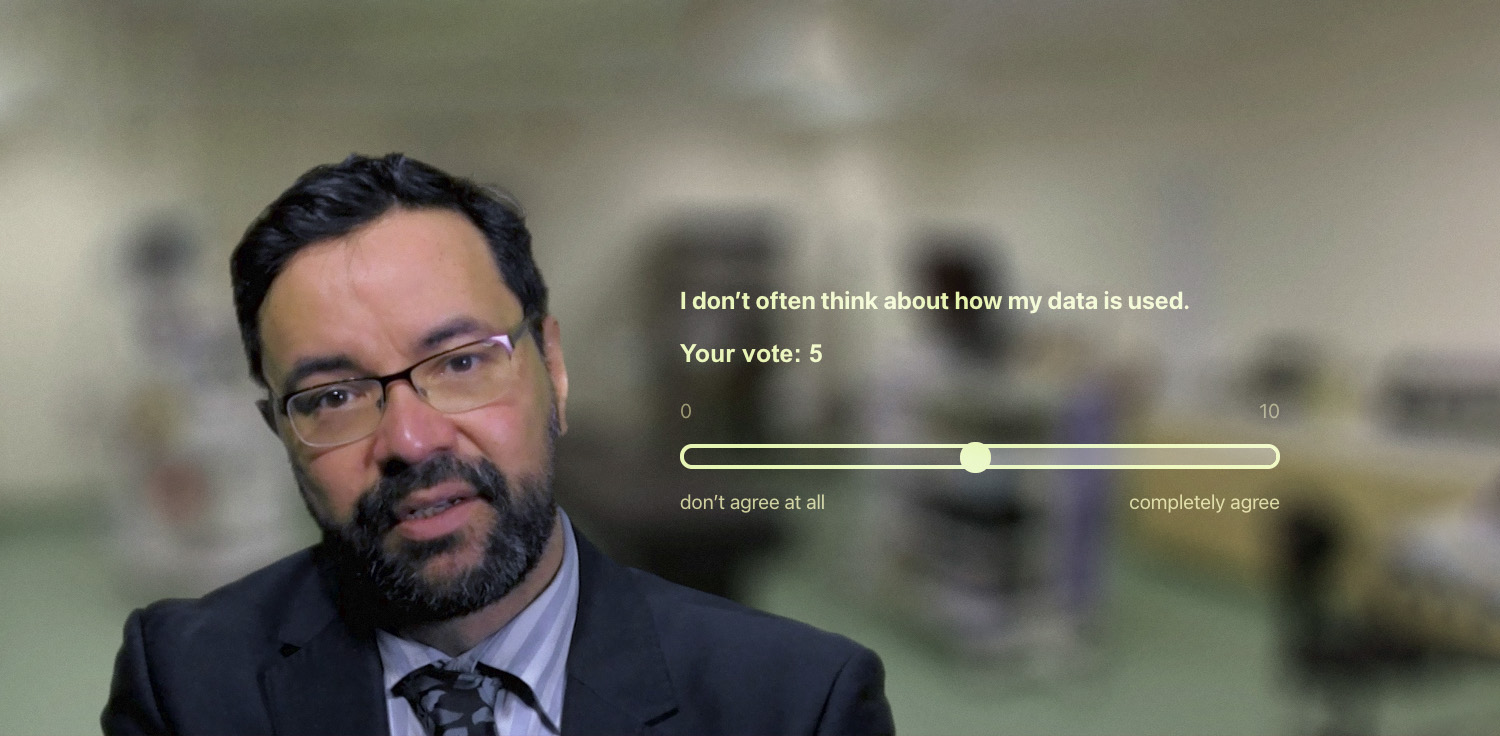 I don’t often think about how my data is used.
Your vote: 5
0 10
don’t agree at all completely agree